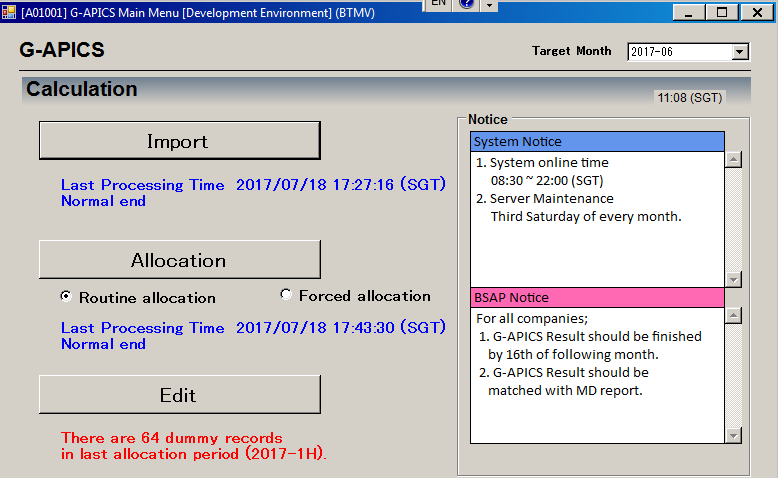 [A01001] G-APICS Main Menu [Development Environment] (BTMV)
EN
G-APICS
Target Month 2017-06
Calculation
11:08 (SGT)
Import
Last Processing Time 2017/07/18 17:27:16 (SGT)
Normal end
Allocation
Routine allocation
Forced allocation
Last Processing Time 2017/07/18 17:43:30 (SGT)
Normal end
Edit
There are 64 dummy records
in last allocation period (2017-1H).
Notice
System Notice
1. System online time
08:30 ~ 22:00 (SGT)
2. Server Maintenance
Third Saturday of every month.
BSAP Notice
For all companies;
1. G-APICS Result should be finished
by 16th of following month.
2. G-APICS Result should be
matched with MD report.